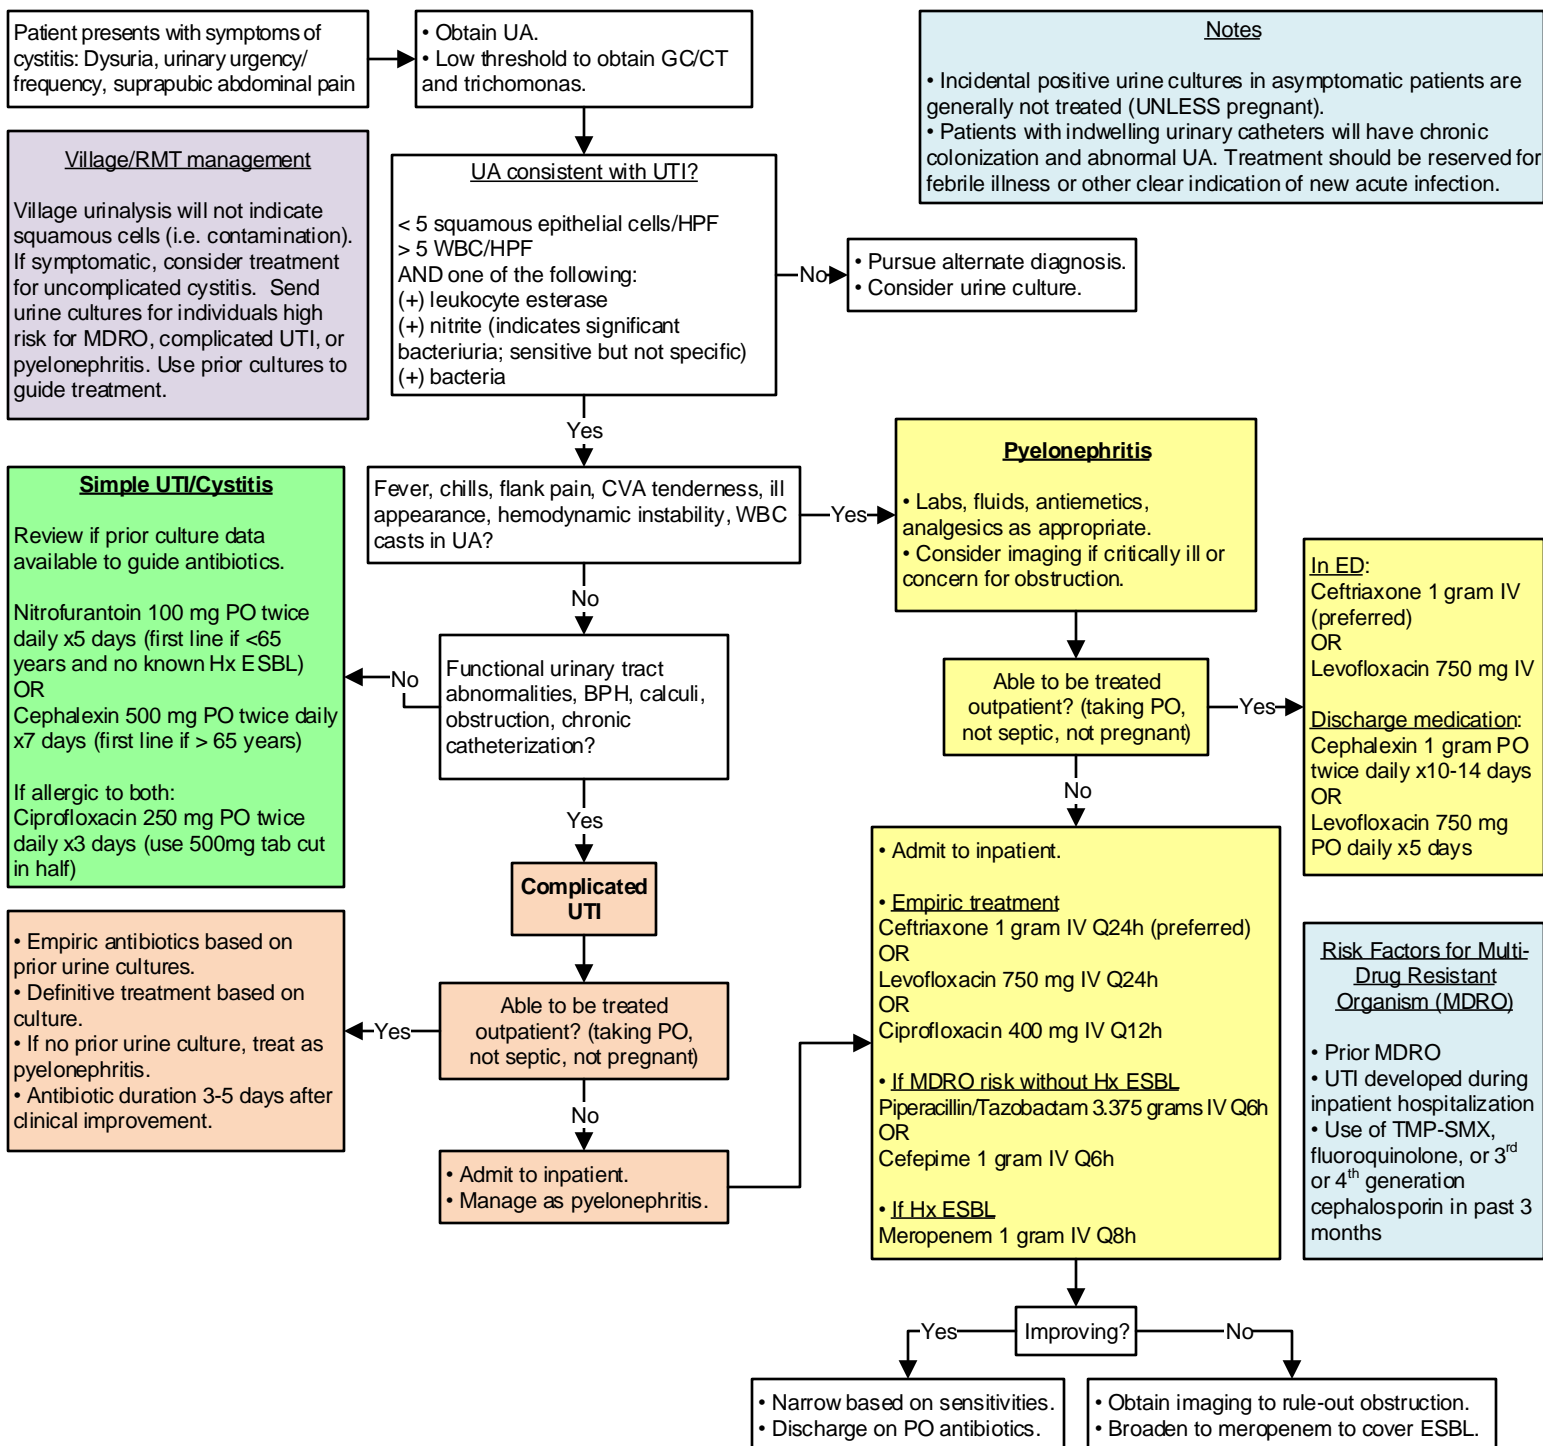 Patient presents with symptoms of
cystitis: Dysuria, urinary urgency/
frequency, suprapubic abdominal pain
• Obtain UA.
• Low threshold to obtain GC/CT
and trichomonas.
Notes
• Incidental positive urine cultures in asymptomatic patients are
generally not treated (UNLESS pregnant).
• Patients with indwelling urinary catheters will have chronic
colonization and abnormal UA. Treatment should be reserved for
febrile illness or other clear indication of new acute infection.
Village/RMT management
Village urinalysis will not indicate
squamous cells (i.e. contamination).
If symptomatic, consider treatment
for uncomplicated cystitis.  Send
urine cultures for individuals high
risk for MDRO, complicated UTI, or
pyelonephritis. Use prior cultures to
guide treatment.
UA consistent with UTI?
< 5 squamous epithelial cells/HPF
> 5 WBC/HPF
AND one of the following:
(+) leukocyte esterase
(+) nitrite (indicates significant
bacteriuria; sensitive but not specific)
(+) bacteria
No
• Pursue alternate diagnosis.
• Consider urine culture.
Yes
Fever, chills, flank pain, CVA tenderness, ill
appearance, hemodynamic instability, WBC
casts in UA?
Yes
Pyelonephritis
• Labs, fluids, antiemetics,
analgesics as appropriate.
• Consider imaging if critically ill or
concern for obstruction.
Simple UTI/Cystitis
Review if prior culture data
available to guide antibiotics.
Nitrofurantoin 100 mg PO twice
daily x5 days (first line if <65
years and no known Hx ESBL)
OR
Cephalexin 500 mg PO twice daily
x7 days (first line if > 65 years)
If allergic to both:
Ciprofloxacin 250 mg PO twice
daily x3 days (use 500mg tab cut
in half)
No
Functional urinary tract
abnormalities, BPH, calculi,
obstruction, chronic
catheterization?
No
Able to be treated
outpatient? (taking PO,
not septic, not pregnant)
Yes
In ED:
Ceftriaxone 1 gram IV
(preferred)
OR
Levofloxacin 750 mg IV
Discharge medication:
Cephalexin 1 gram PO
twice daily x10-14 days
OR
Levofloxacin 750 mg
PO daily x5 days
No
Yes
Complicated
UTI
• Admit to inpatient.
• Empiric treatment
Ceftriaxone 1 gram IV Q24h (preferred)
OR
Levofloxacin 750 mg IV Q24h
OR
Ciprofloxacin 400 mg IV Q12h
• If MDRO risk without Hx ESBL
Piperacillin/Tazobactam 3.375 grams IV Q6h
OR
Cefepime 1 gram IV Q6h
• If Hx ESBL
Meropenem 1 gram IV Q8h
• Empiric antibiotics based on
prior urine cultures.
• Definitive treatment based on
culture.
• If no prior urine culture, treat as
pyelonephritis.
• Antibiotic duration 3-5 days after
clinical improvement.
Yes
Able to be treated
outpatient? (taking PO,
not septic, not pregnant)
No
• Admit to inpatient.
• Manage as pyelonephritis.
Risk Factors for Multi-
Drug Resistant
Organism (MDRO)
• Prior MDRO
• UTI developed during
inpatient hospitalization
• Use of TMP-SMX,
fluoroquinolone, or 3rd
or 4th generation
cephalosporin in past 3
months
Improving?
Yes
No
• Narrow based on sensitivities.
• Discharge on PO antibiotics.
• Obtain imaging to rule-out obstruction.
• Broaden to meropenem to cover ESBL.